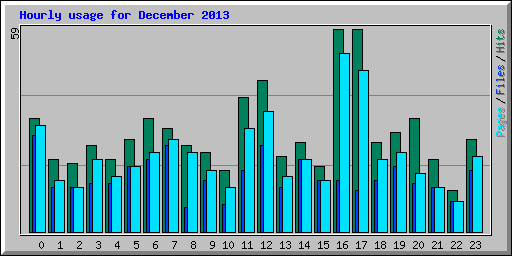 Hourly usage for December 2013
59
Pages / Files / Hits
0 1 2 3 4 5 6 7 8 9 10 11 12 13 14 15 16 17 18 19 20 21 22 23